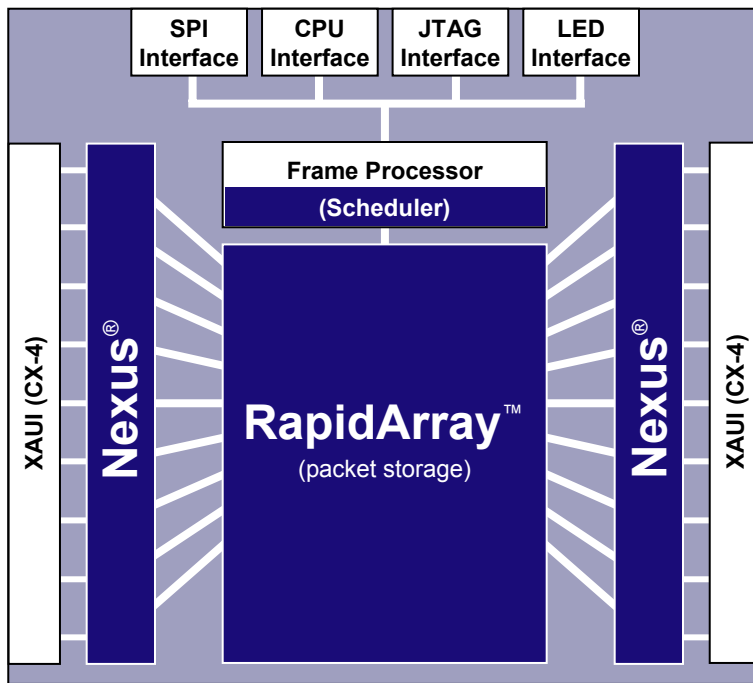 SPI
Interface
CPU
Interface
JTAG
Interface
LED
Interface
Frame Processor
(Scheduler)
XAUI (CX-4)
Nexus®
RapidArray™
(packet storage)
Nexus®
XAUI (CX-4)